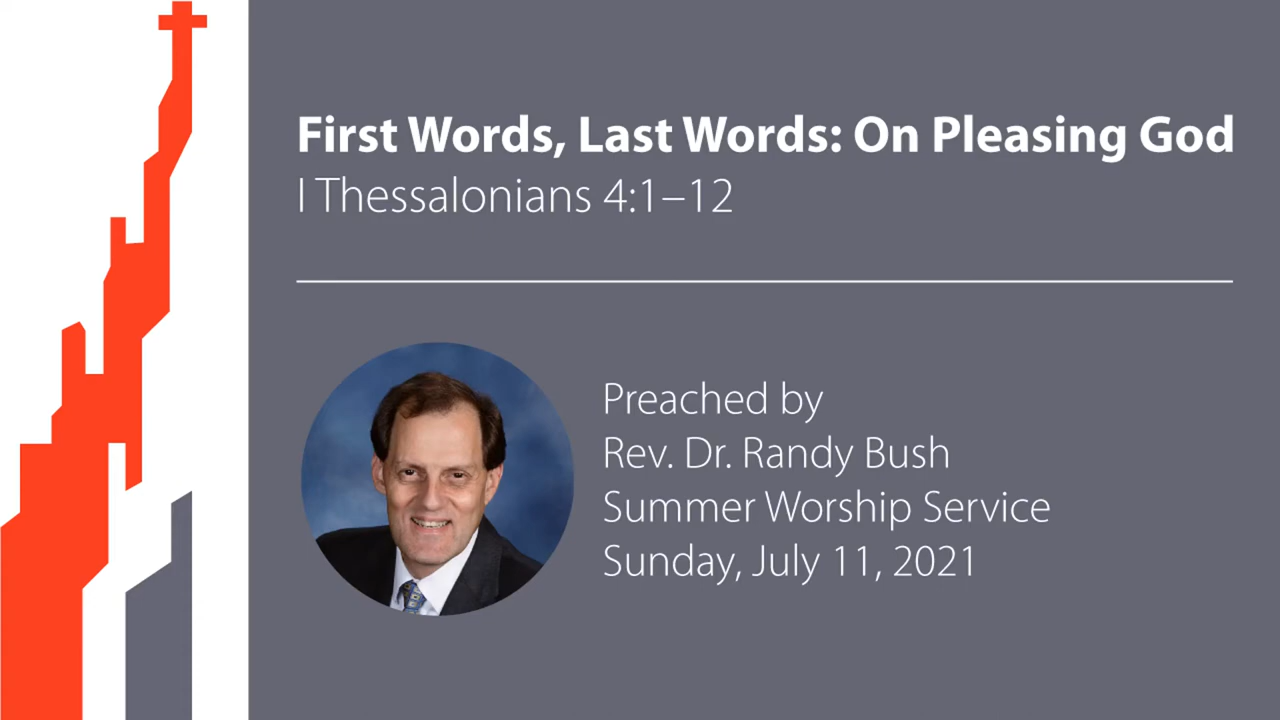 First Words, Last Words: On Pleasing God
I Thessalonians 4:1–12
Preached by
Rev. Dr. Randy Bush
Summer Worship Service
Sunday, July 11, 2021